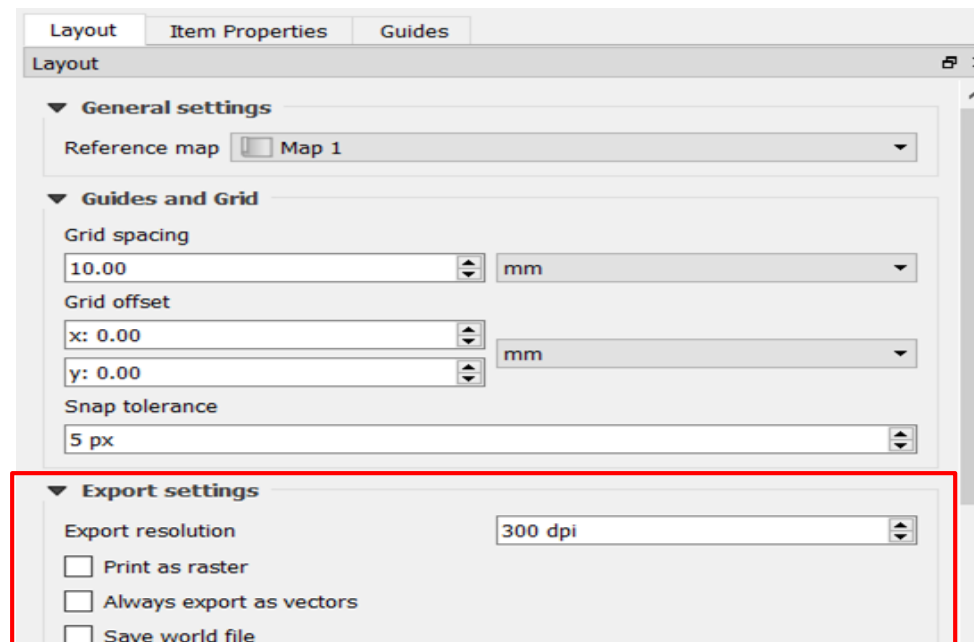 Layout Item Properties Guides
Layout
General settings
Reference map Map 1
Guides and Grid
Grid spacing
10.00 mm
Grid offset
x: 0.00
mm
y: 0.00
Snap tolerance
5 px
Export settings
Export resolution 300 dpi
Print as raster
Always export as vectors
Save world file